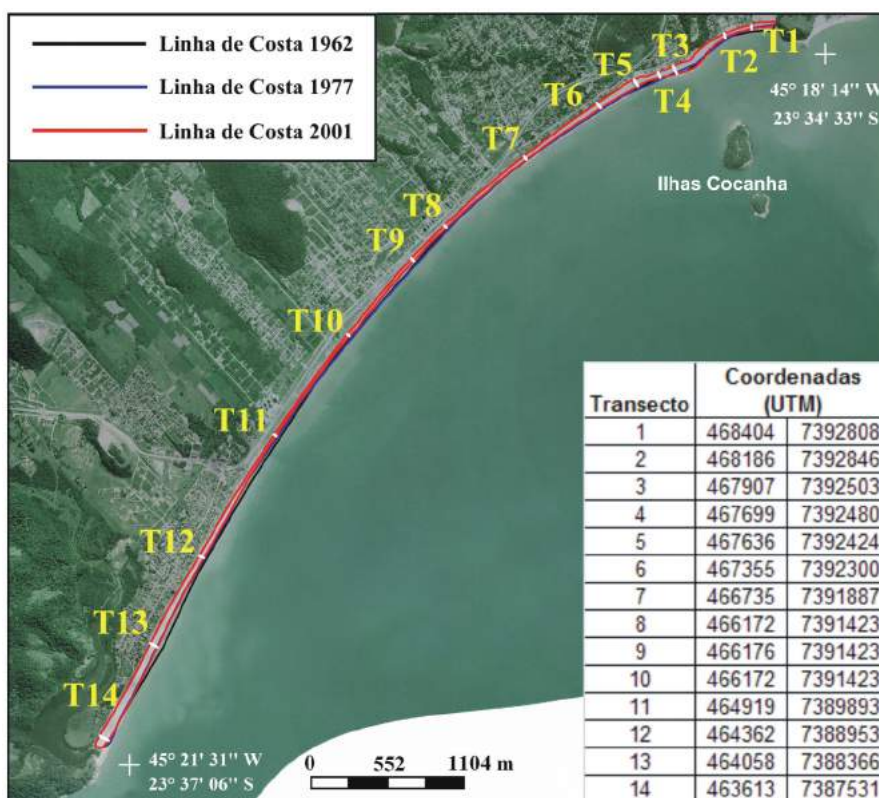 Linha de Costa 1962
Linha de Costa 1977
Linha de Costa 2001
T1
T2
T3
T4
T5
T6
T7
T8
T9
T10
T11
T12
T13
T14
45° 18' 14" W
23° 34' 33" S
Ilhas Cocanha
45° 21' 31" W
23° 37' 06" S
0 552 1104 m
Transecto Coordenadas (UTM)
1 468404 7392808
2 468186 7392846
3 467907 7392503
4 467699 7392480
5 467636 7392424
6 467355 7392300
7 466735 7391887
8 466172 7391423
9 466176 7391423
10 466172 7391423
11 464919 7389893
12 464362 7388953
13 464058 7388366
14 463613 7387531